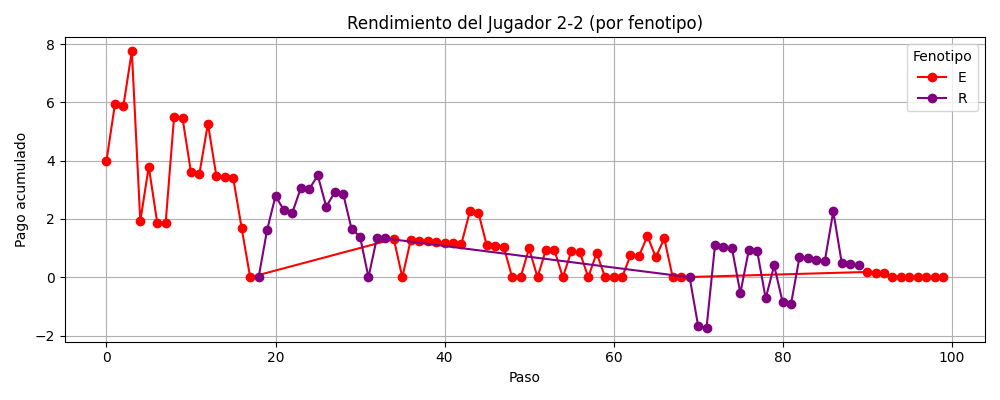 Rendimiento del Jugador 2-2 (por fenotipo)
8
6
4
2
0
−2
Pago acumulado
Fenotipo
E
R
0 20 40 60 80 100
Paso